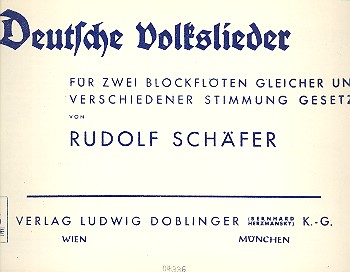 Deutsche Volkslieder
FÜR ZWEI BLOCKFLÖTEN GLEICHER UN
VERSCHIEDENER STIMMUNG GESETZ
VON
RUDOLF SCHÄFER
VERLAG LUDWIG DOBLINGER (BERNHARD HERZMANSKY) K.-G.
WIEN MÜNCHEN